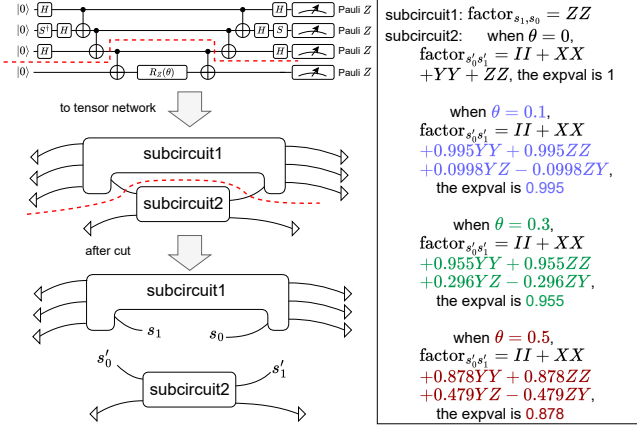 |0⟩ H H Pauli Z
|0⟩ S† H H S Pauli Z
|0⟩ H H Pauli Z
|0⟩ R_Z(θ) Pauli Z
to tensor network
subcircuit1
subcircuit2
after cut
subcircuit1
s_1 s_0
s'_0 s'_1
subcircuit2
subcircuit1: factor_{s_1,s_0} = ZZ
subcircuit2: when θ = 0,
factor_{s'_0 s'_1} = II + XX
+YY + ZZ, the expval is 1
when θ = 0.1,
factor_{s'_0 s'_1} = II + XX
+0.995YY + 0.995ZZ
+0.0998YZ − 0.0998ZY,
the expval is 0.995
when θ = 0.3,
factor_{s'_0 s'_1} = II + XX
+0.955YY + 0.955ZZ
+0.296YZ − 0.296ZY,
the expval is 0.955
when θ = 0.5,
factor_{s'_0 s'_1} = II + XX
+0.878YY + 0.878ZZ
+0.479YZ − 0.479ZY,
the expval is 0.878